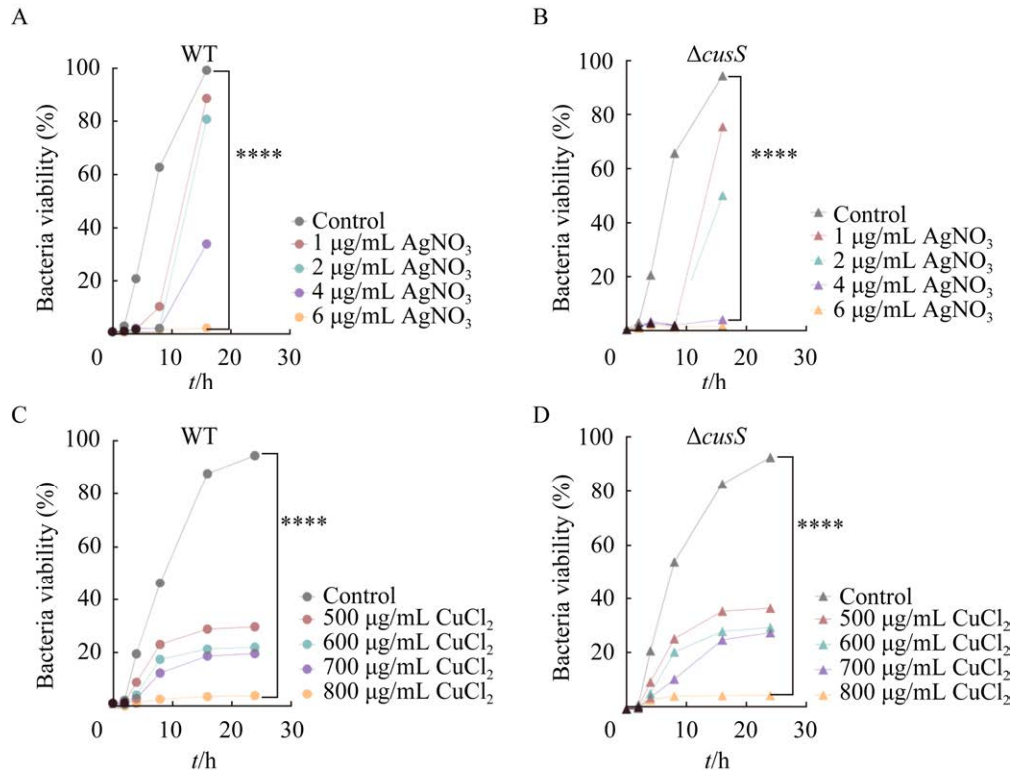 A
WT
Bacteria viability (%)
100
80
60
40
20
0
10
20
30
t/h
****
Control
1 μg/mL AgNO₃
2 μg/mL AgNO₃
4 μg/mL AgNO₃
6 μg/mL AgNO₃
B
ΔcusS
Bacteria viability (%)
100
80
60
40
20
0
10
20
30
t/h
****
Control
1 μg/mL AgNO₃
2 μg/mL AgNO₃
4 μg/mL AgNO₃
6 μg/mL AgNO₃
C
WT
Bacteria viability (%)
100
80
60
40
20
0
0
10
20
30
t/h
****
Control
500 μg/mL CuCl₂
600 μg/mL CuCl₂
700 μg/mL CuCl₂
800 μg/mL CuCl₂
D
ΔcusS
Bacteria viability (%)
100
80
60
40
20
0
0
10
20
30
t/h
****
Control
500 μg/mL CuCl₂
600 μg/mL CuCl₂
700 μg/mL CuCl₂
800 μg/mL CuCl₂